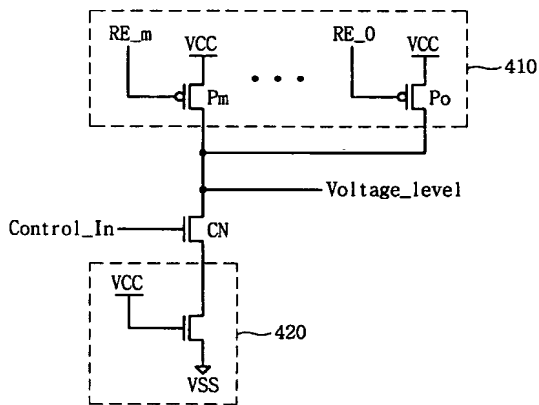 RE_m
VCC
RE_0
VCC
Pm
Po
410
Voltage_level
Control_In
CN
VCC
420
VSS